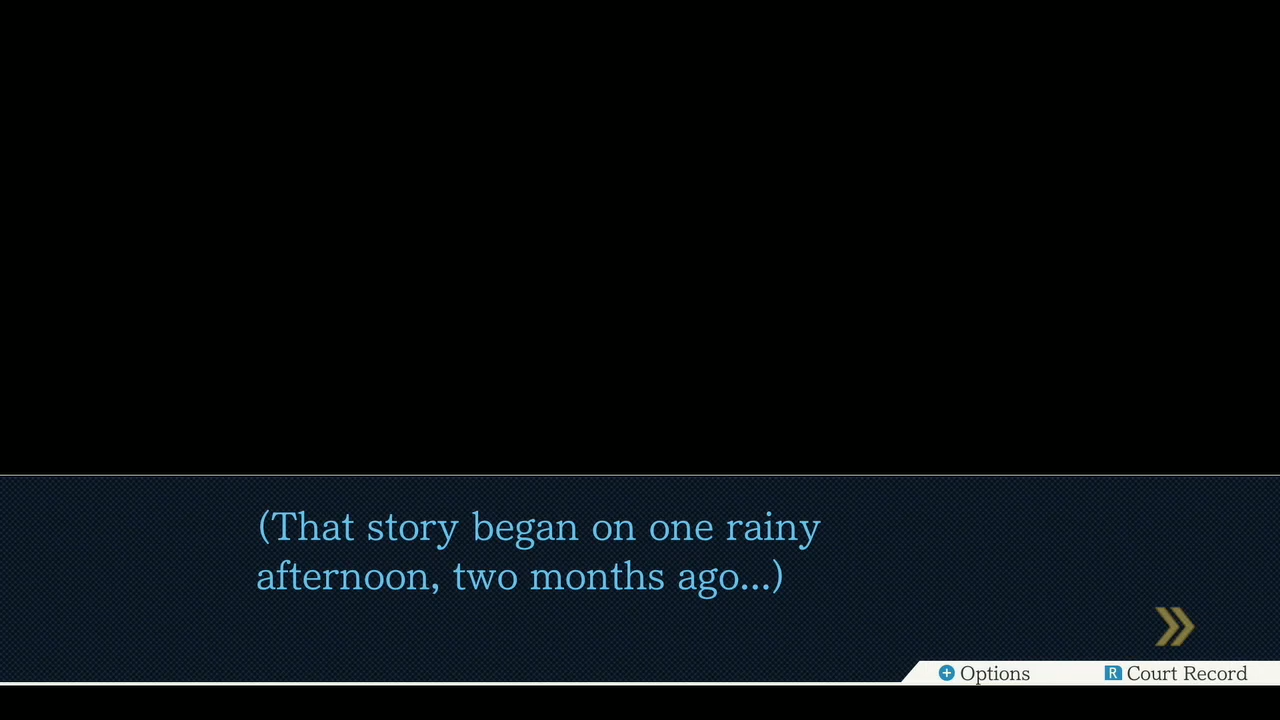 (That story began on one rainy
afternoon, two months ago...)
+ Options R Court Record